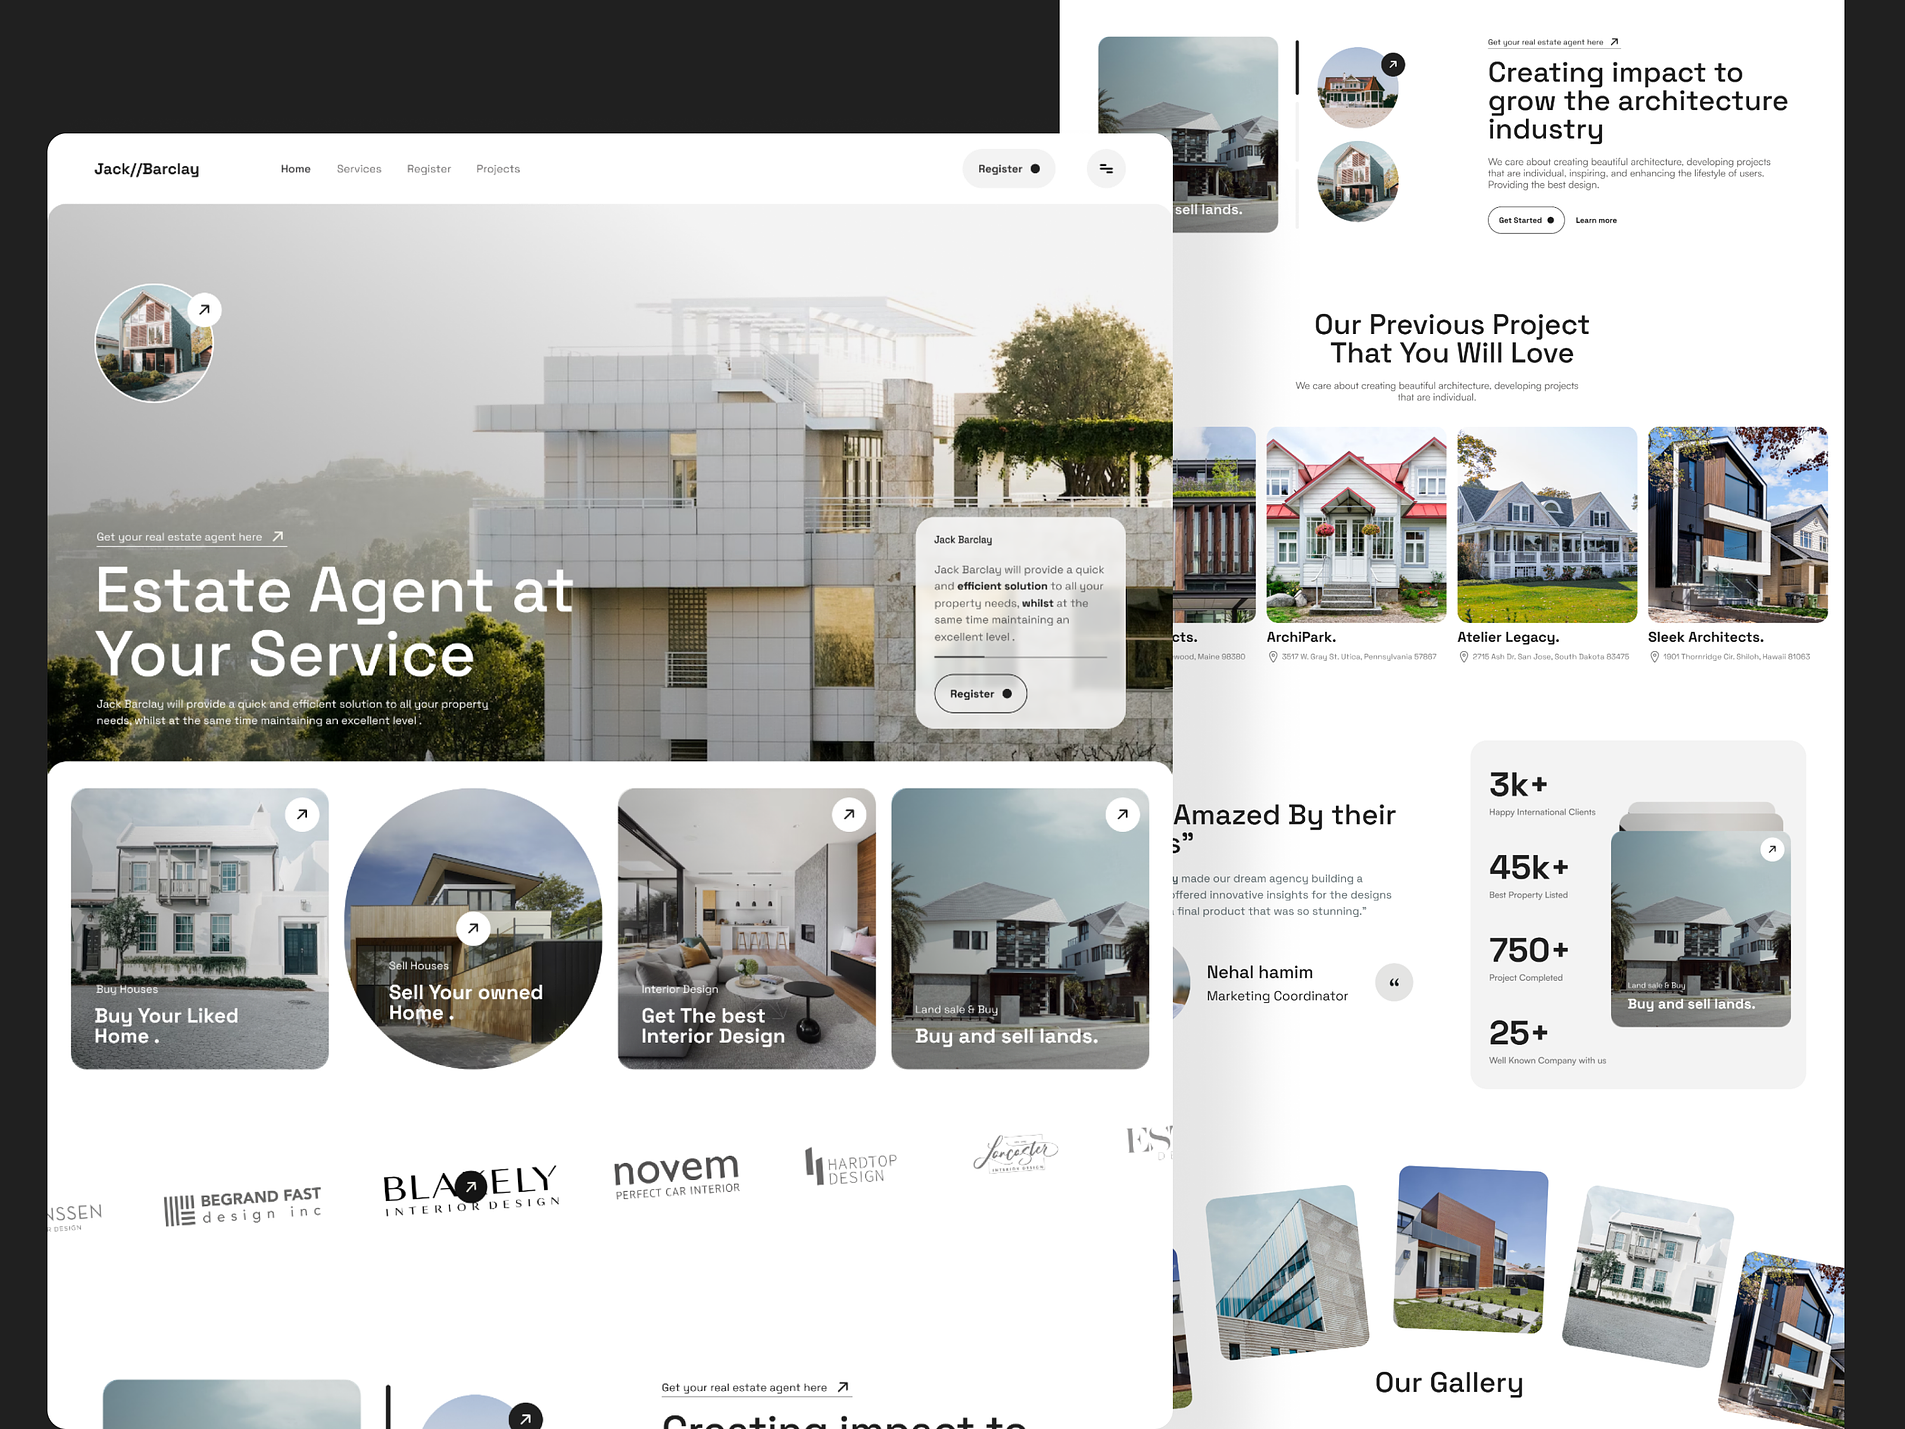 Jack//Barclay
Home
Services
Register
Projects
Register
Get your real estate agent here
Estate Agent at
Your Service
Jack Barclay will provide a quick and efficient solution to all your property
needs, whilst at the same time maintaining an excellent level .
Jack Barclay
Jack Barclay will provide a quick
and efficient solution to all your
property needs, whilst at the
same time maintaining an
excellent level .
Register
Buy Houses
Buy Your Liked
Home .
Sell Houses
Sell Your owned
Home .
Interior Design
Get The best
Interior Design
Land sale & Buy
Buy and sell lands.
NSSEN
DESIGN
BEGRAND FAST
design inc
BLAKELY
INTERIOR DESIGN
novem
PERFECT CAR INTERIOR
HARDTOP
DESIGN
Lancaster
INTERIOR DESIGN
ES
D
Get your real estate agent here
Creating impact to
sell lands.
Get your real estate agent here
Creating impact to
grow the architecture
industry
We care about creating beautiful architecture, developing projects
that are individual, inspiring, and enhancing the lifestyle of users.
Providing the best design.
Get Started
Learn more
Our Previous Project
That You Will Love
We care about creating beautiful architecture, developing projects
that are individual.
cts.
wood, Maine 98380
ArchiPark.
3517 W. Gray St. Utica, Pennsylvania 57867
Atelier Legacy.
2715 Ash Dr. San Jose, South Dakota 83475
Sleek Architects.
1901 Thornridge Cir. Shiloh, Hawaii 81063
Amazed By their
s”
y made our dream agency building a
offered innovative insights for the designs
a final product that was so stunning.”
Nehal hamim
Marketing Coordinator
“
3k+
Happy International Clients
45k+
Best Property Listed
750+
Project Completed
25+
Well Known Company with us
Land sale & Buy
Buy and sell lands.
Our Gallery